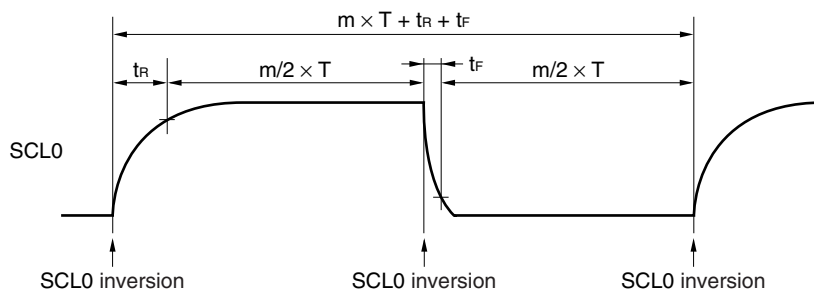 m × T + tR + tF
tR
m/2 × T
tF
m/2 × T
SCL0
SCL0 inversion
SCL0 inversion
SCL0 inversion